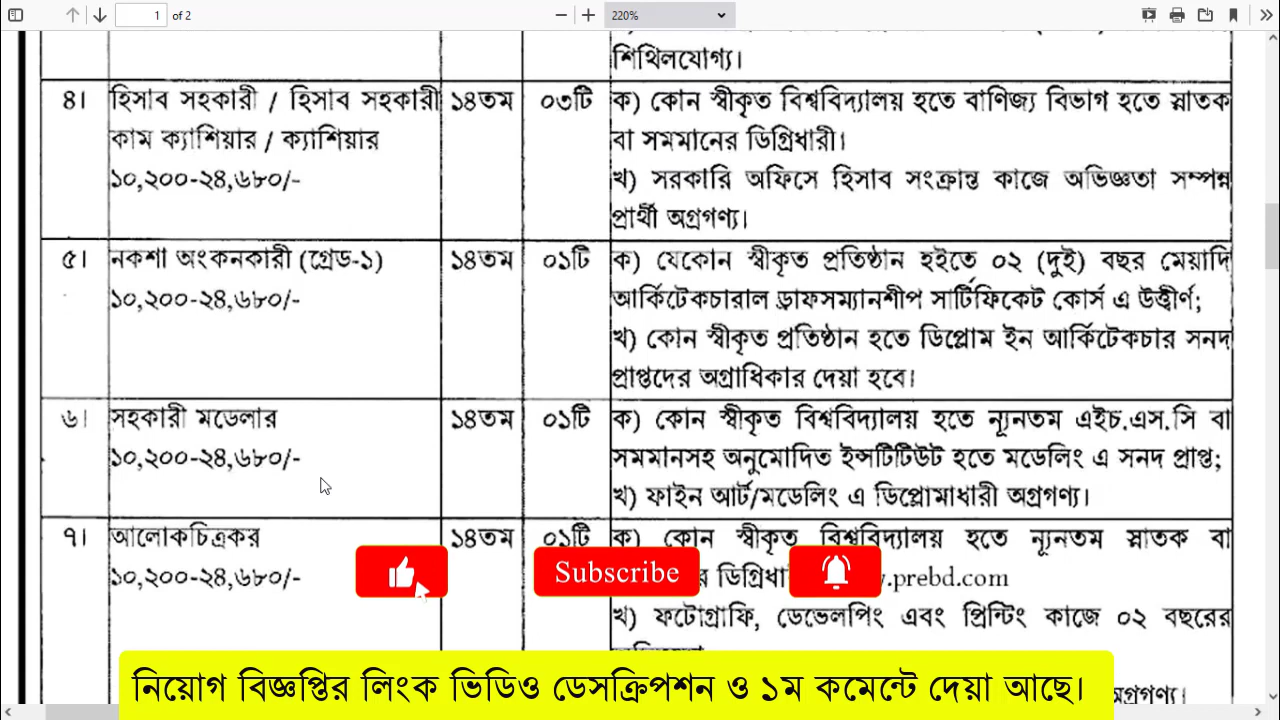 1 of 2 220%
শিথিলযোগ্য।
৪। হিসাব সহকারী / হিসাব সহকারী ১৪তম ০৩টি ক) কোন স্বীকৃত বিশ্ববিদ্যালয় হতে বাণিজ্য বিভাগ হতে স্নাতক
কাম ক্যাশিয়ার / ক্যাশিয়ার বা সমমানের ডিগ্রিধারী।
১০,২০০-২৪,৬৮০/- খ) সরকারি অফিসে হিসাব সংক্রান্ত কাজে অভিজ্ঞতা সম্পন্ন
প্রার্থী অগ্রগণ্য।
৫। নকশা অংকনকারী (গ্রেড-১) ১৪তম ০১টি ক) যেকোন স্বীকৃত প্রতিষ্ঠান হইতে ০২ (দুই) বছর মেয়াদি
১০,২০০-২৪,৬৮০/- আর্কিটেকচারাল ড্রাফসম্যানশীপ সার্টিফিকেট কোর্স এ উত্তীর্ণ;
খ) কোন স্বীকৃত প্রতিষ্ঠান হতে ডিপ্লোম ইন আর্কিটেকচার সনদ
প্রাপ্তদের অগ্রাধিকার দেয়া হবে।
৬। সহকারী মডেলার ১৪তম ০১টি ক) কোন স্বীকৃত বিশ্ববিদ্যালয় হতে ন্যূনতম এইচ.এস.সি বা
১০,২০০-২৪,৬৮০/- সমমানসহ অনুমোদিত ইন্সটিটিউট হতে মডেলিং এ সনদ প্রাপ্ত;
খ) ফাইন আর্ট/মডেলিং এ ডিপ্লোমাধারী অগ্রগণ্য।
৭। আলোকচিত্রকর ১৪তম ০১টি ক) কোন স্বীকৃত বিশ্ববিদ্যালয় হতে ন্যূনতম স্নাতক বা
১০,২০০-২৪,৬৮০/- Subscribe ডিগ্রিধা .prebd.com
খ) ফটোগ্রাফি, ডেভেলপিং এবং প্রিন্টিং কাজে ০২ বছরের
অগ্রগণ্য।
নিয়োগ বিজ্ঞপ্তির লিংক ভিডিও ডেসক্রিপশন ও ১ম কমেন্টে দেয়া আছে।